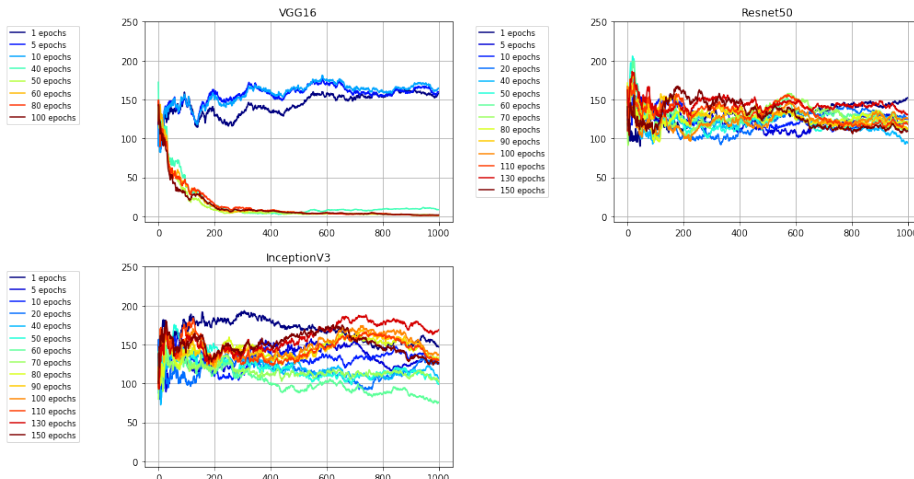 VGG16
1 epochs
5 epochs
10 epochs
40 epochs
50 epochs
60 epochs
80 epochs
100 epochs
250
200
150
100
50
0
0 200 400 600 800 1000
Resnet50
1 epochs
5 epochs
10 epochs
20 epochs
40 epochs
50 epochs
60 epochs
70 epochs
80 epochs
90 epochs
100 epochs
110 epochs
130 epochs
150 epochs
250
200
150
100
50
0
0 200 400 600 800 1000
InceptionV3
1 epochs
5 epochs
10 epochs
20 epochs
40 epochs
50 epochs
60 epochs
70 epochs
80 epochs
90 epochs
100 epochs
110 epochs
130 epochs
150 epochs
250
200
150
100
50
0
0 200 400 600 800 1000